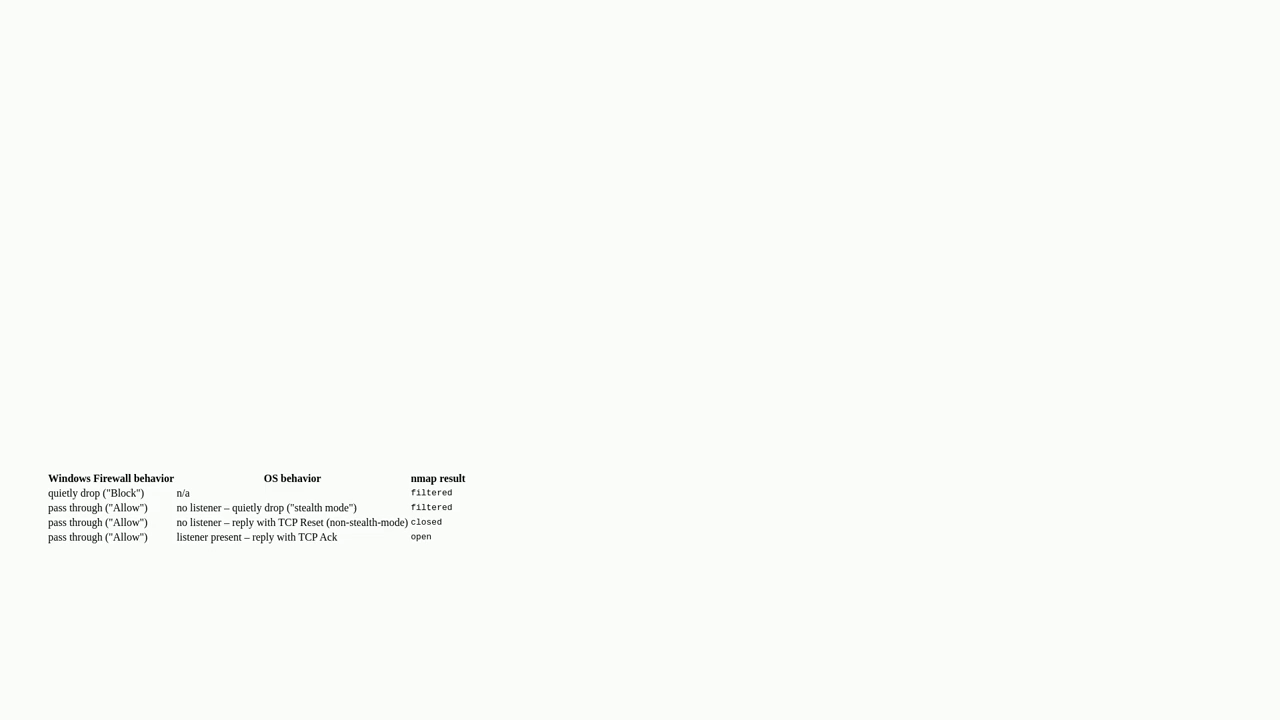 Windows Firewall behavior OS behavior nmap result
quietly drop ("Block") n/a filtered
pass through ("Allow") no listener – quietly drop ("stealth mode") filtered
pass through ("Allow") no listener – reply with TCP Reset (non-stealth-mode) closed
pass through ("Allow") listener present – reply with TCP Ack open